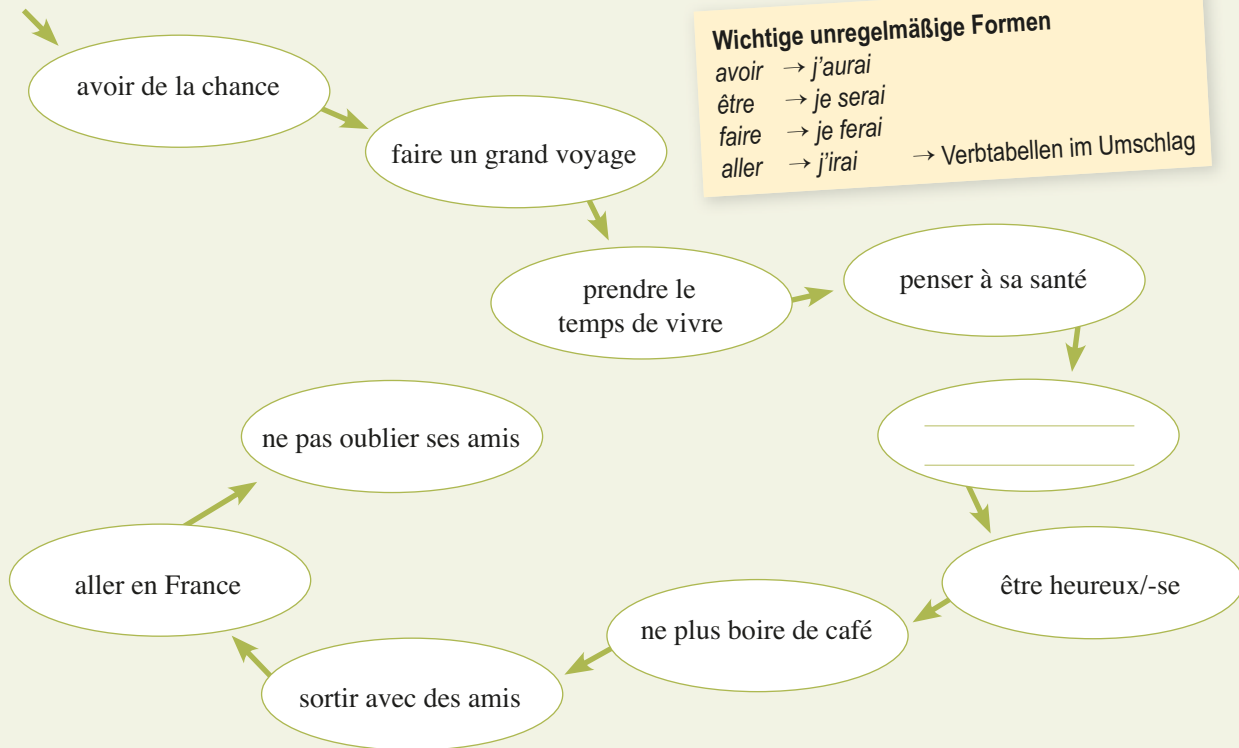 Wichtige unregelmäßige Formen
avoir → j'aurai
être → je serai
faire → je ferai
aller → j'irai → Verbtabellen im Umschlag
avoir de la chance
faire un grand voyage
prendre le
temps de vivre
penser à sa santé
être heureux/-se
ne plus boire de café
sortir avec des amis
aller en France
ne pas oublier ses amis